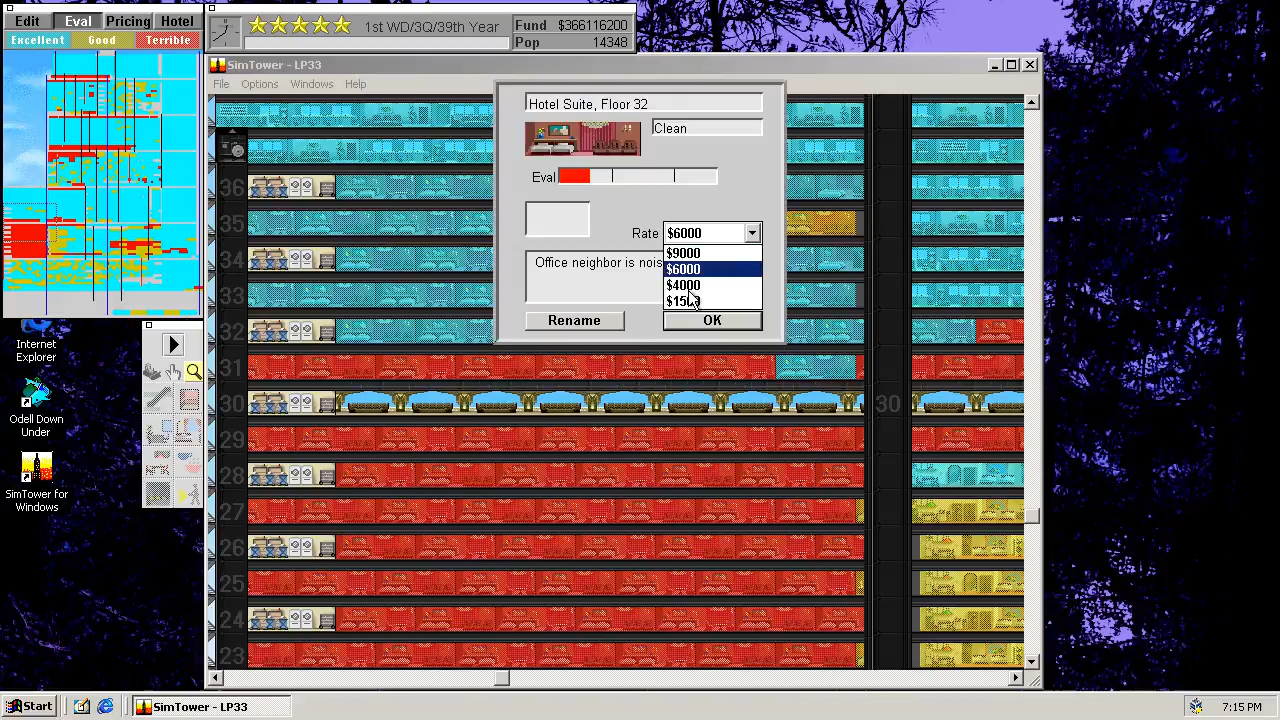 Edit Eval Pricing Hotel
Excellent Good Terrible
1st WD/3Q/39th Year
Fund $366116200
Pop 14348
SimTower - LP33
File Options Windows Help
Hotel Suite, Floor 32
Clean
Eval
Rate $6000
$9000
$6000
$4000
$1500
Office neighbor is nois
Rename OK
36
35
34
33
32
31
30 30
29
28
27
26
25
24
23
Internet
Explorer
Odell Down
Under
SimTower for
Windows
Start SimTower - LP33 7:15 PM